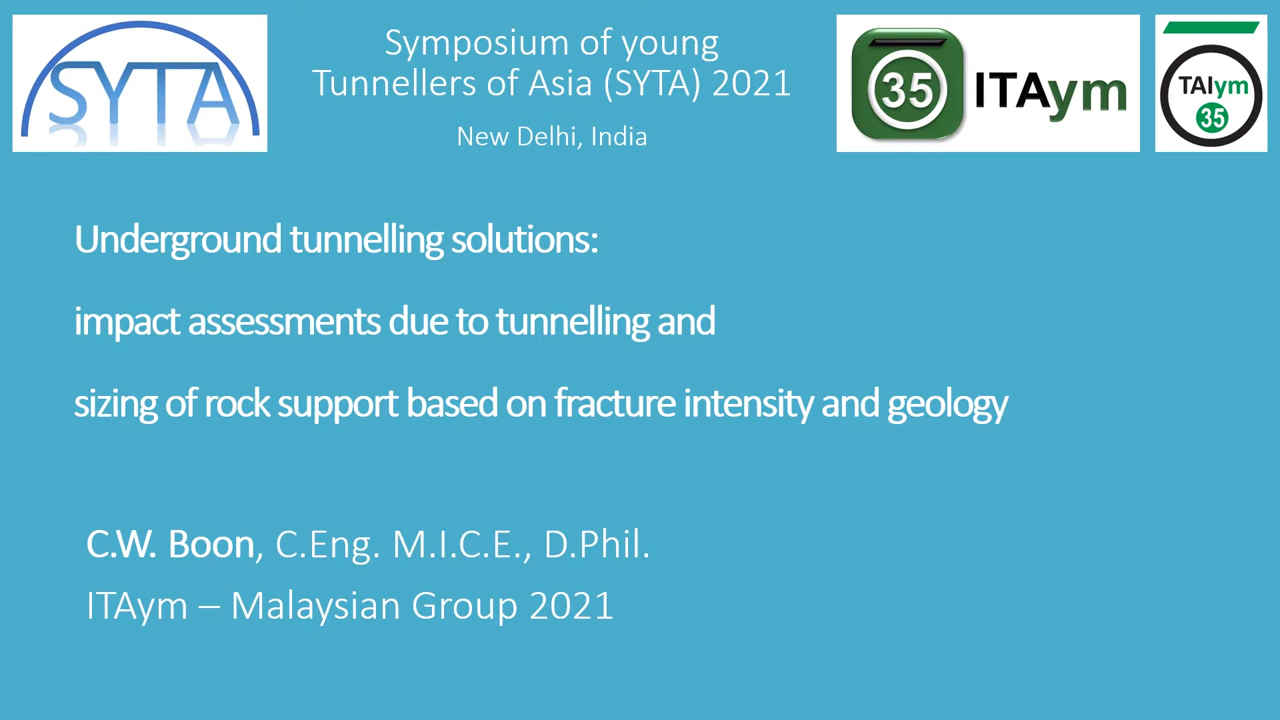 SYTA
Symposium of young
Tunnellers of Asia (SYTA) 2021
New Delhi, India
35 ITAym
TAIym
35
Underground tunnelling solutions:
impact assessments due to tunnelling and
sizing of rock support based on fracture intensity and geology
C.W. Boon, C.Eng. M.I.C.E., D.Phil.
ITAym – Malaysian Group 2021